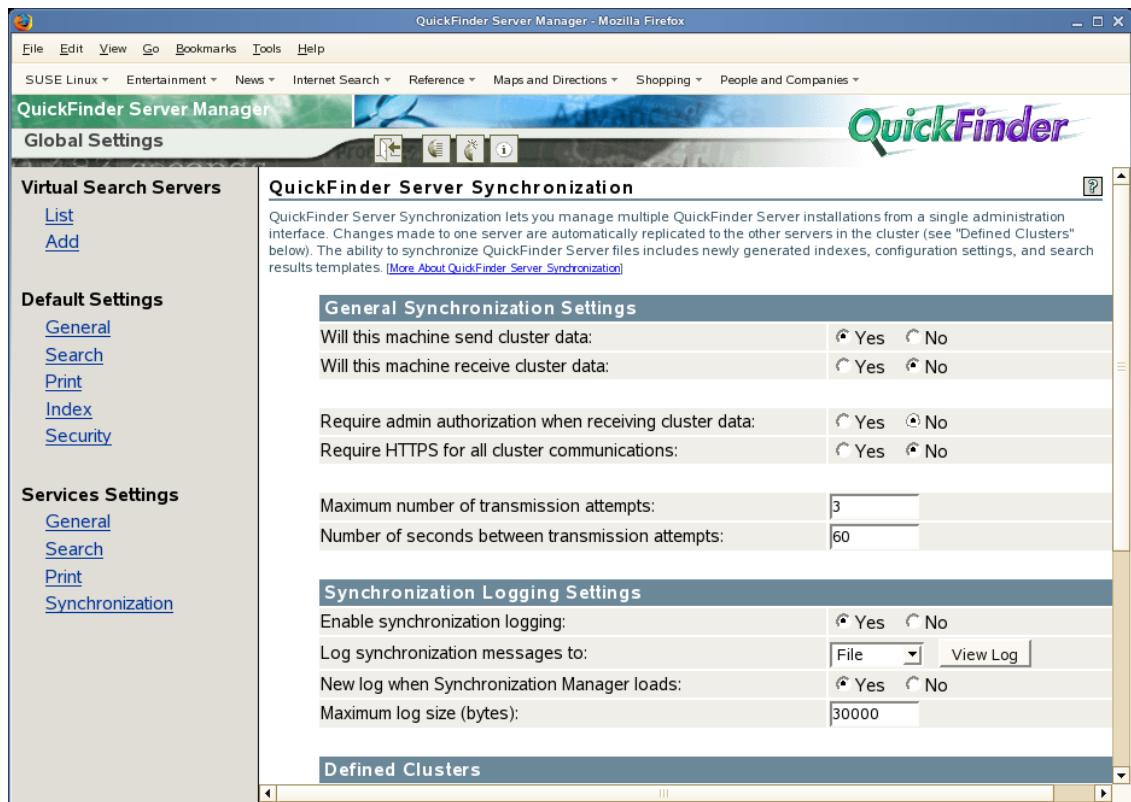 QuickFinder Server Manager - Mozilla Firefox
File Edit View Go Bookmarks Tools Help
SUSE Linux Entertainment News Internet Search Reference Maps and Directions Shopping People and Companies
QuickFinder Server Manager
Advanced Sea
QuickFinder
Global Settings
Virtual Search Servers
List
Add
Default Settings
General
Search
Print
Index
Security
Services Settings
General
Search
Print
Synchronization
QuickFinder Server Synchronization
QuickFinder Server Synchronization lets you manage multiple QuickFinder Server installations from a single administration
interface. Changes made to one server are automatically replicated to the other servers in the cluster (see "Defined Clusters"
below). The ability to synchronize QuickFinder Server files includes newly generated indexes, configuration settings, and search
results templates. [More About QuickFinder Server Synchronization]
General Synchronization Settings
Will this machine send cluster data: Yes No
Will this machine receive cluster data: Yes No
Require admin authorization when receiving cluster data: Yes No
Require HTTPS for all cluster communications: Yes No
Maximum number of transmission attempts: 3
Number of seconds between transmission attempts: 60
Synchronization Logging Settings
Enable synchronization logging: Yes No
Log synchronization messages to: File View Log
New log when Synchronization Manager loads: Yes No
Maximum log size (bytes): 30000
Defined Clusters